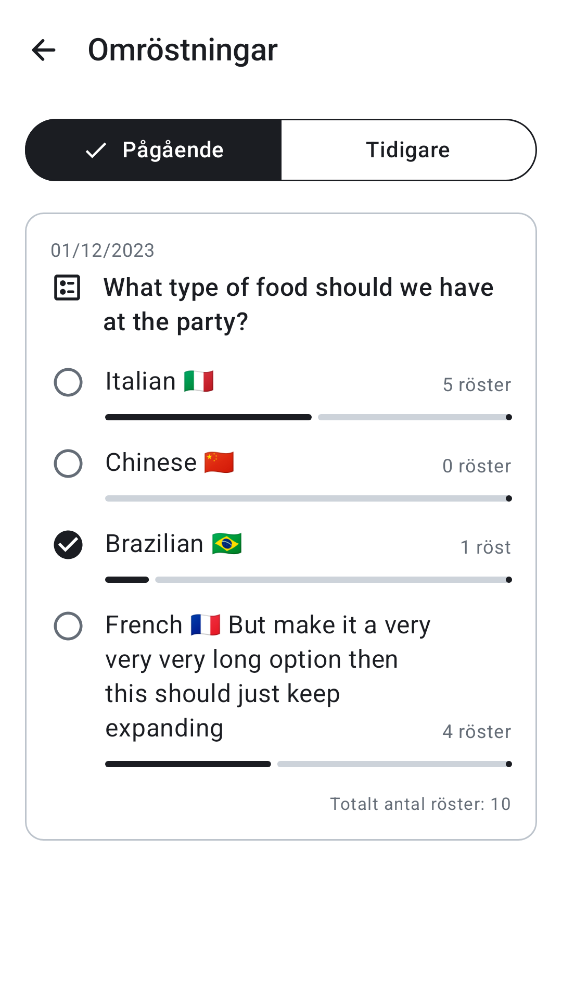 Omröstningar
Pågående
Tidigare
01/12/2023
What type of food should we have
at the party?
Italian 🇮🇹
5 röster
Chinese 🇨🇳
0 röster
Brazilian 🇧🇷
1 röst
French 🇫🇷 But make it a very
very very long option then
this should just keep
expanding
4 röster
Totalt antal röster: 10